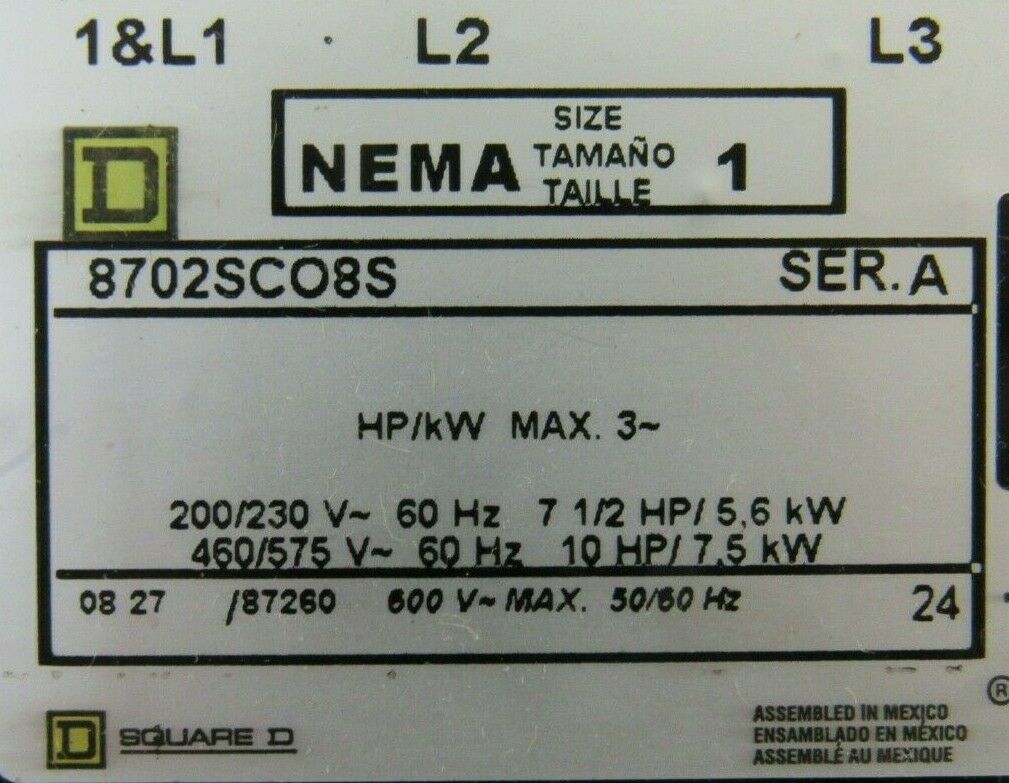 1&L1 L2 L3
SIZE
NEMA TAMAÑO 1
TAILLE
D
8702SCO8S SER. A
HP/kW MAX. 3~
200/230 V~ 60 Hz 7 1/2 HP/ 5,6 kW
460/575 V~ 60 Hz 10 HP/ 7,5 kW
08 27 /87260 600 V~ MAX. 50/60 Hz 24
®
D SQUARE D
ASSEMBLED IN MEXICO
ENSAMBLADO EN MÉXICO
ASSEMBLÉ AU MEXIQUE